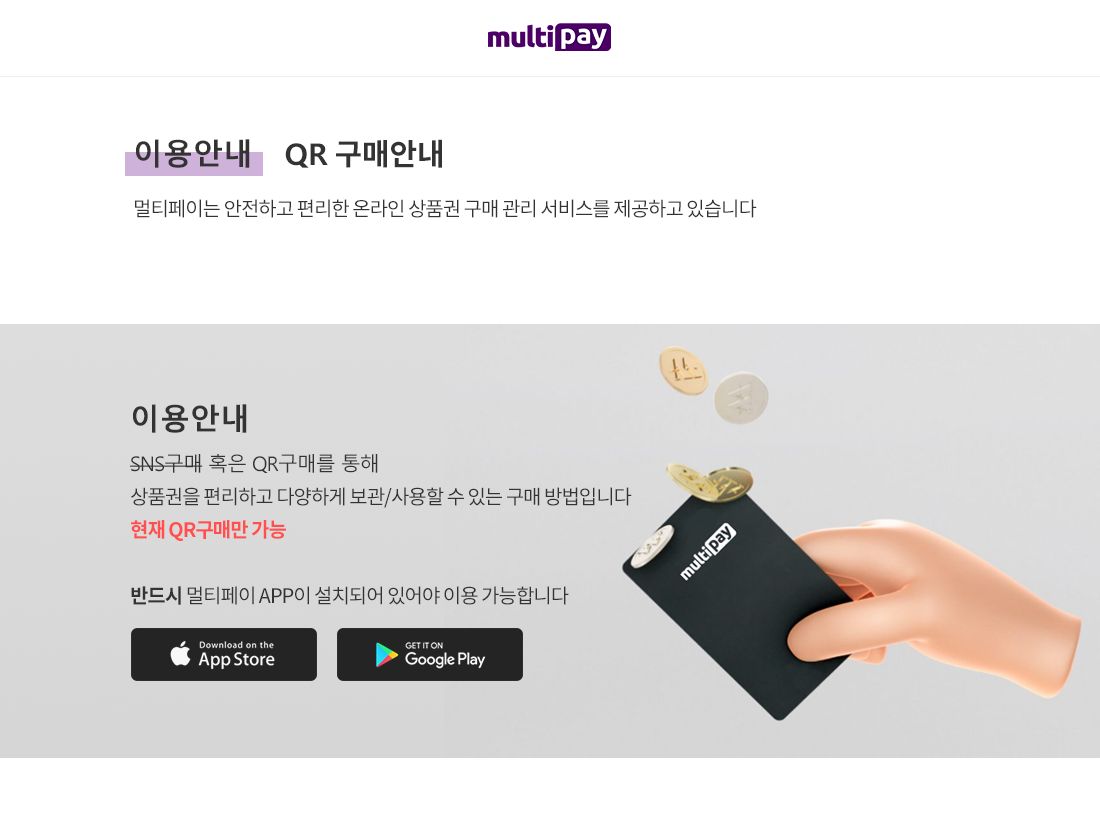 multipay
이용안내 QR 구매안내
멀티페이는 안전하고 편리한 온라인 상품권 구매 관리 서비스를 제공하고 있습니다
이용안내
SNS구매 혹은 QR구매를 통해
상품권을 편리하고 다양하게 보관/사용할 수 있는 구매 방법입니다
현재 QR구매만 가능
반드시 멀티페이 APP이 설치되어 있어야 이용 가능합니다
Download on the
App Store
GET IT ON
Google Play
multipay